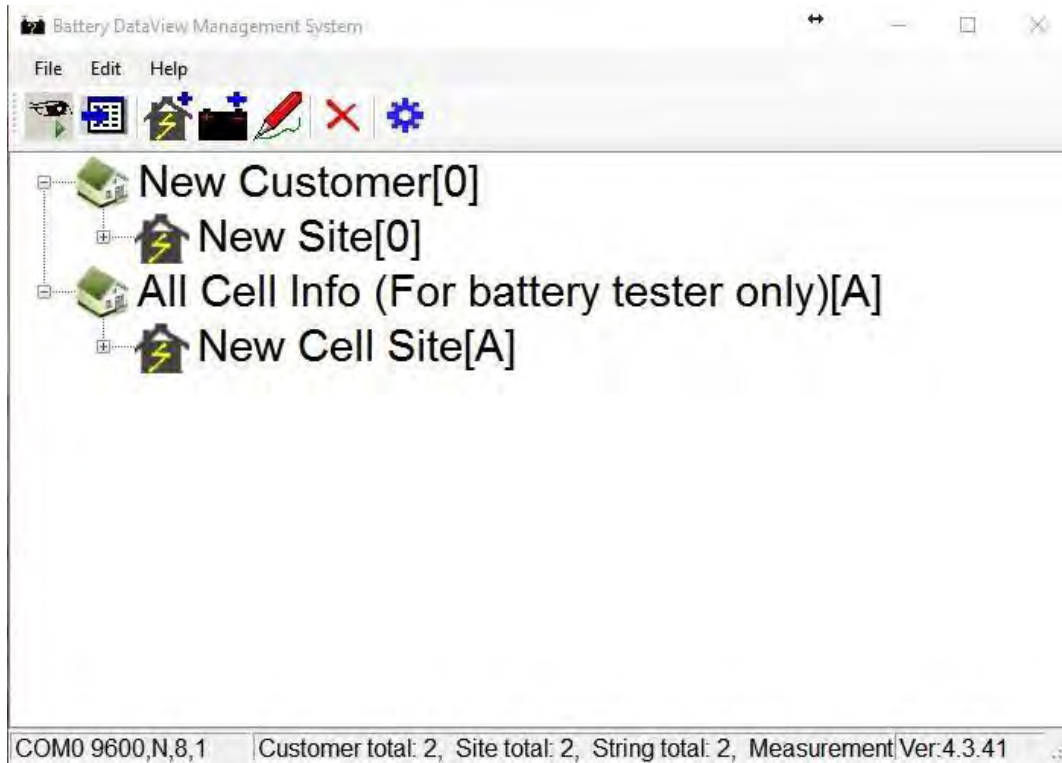 Battery DataView Management System
File Edit Help
New Customer[0]
New Site[0]
All Cell Info (For battery tester only)[A]
New Cell Site[A]
COM0 9600,N,8,1 Customer total: 2, Site total: 2, String total: 2, Measurement Ver:4.3.41